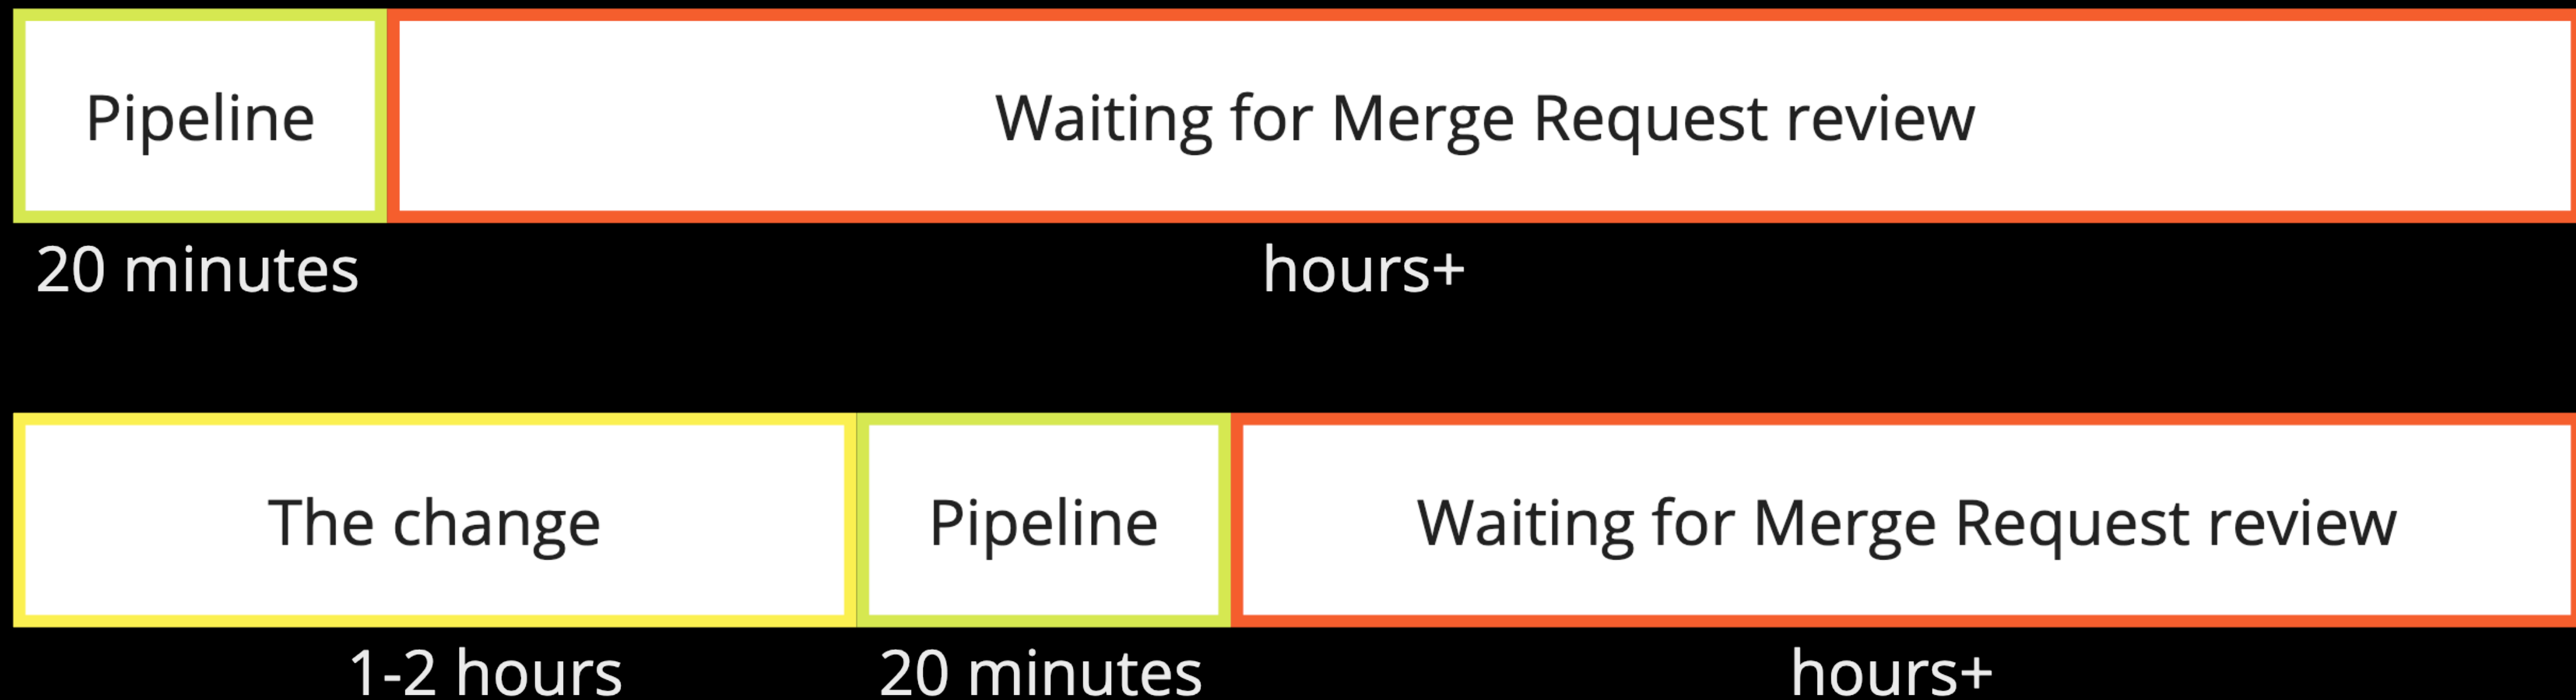 Pipeline
Waiting for Merge Request review
20 minutes
hours+
The change
Pipeline
Waiting for Merge Request review
1-2 hours
20 minutes
hours+